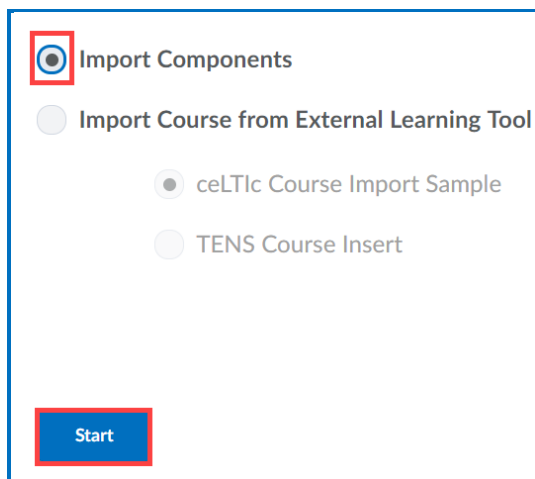 Import Components
Import Course from External Learning Tool
ceLTIc Course Import Sample
TENS Course Insert
Start